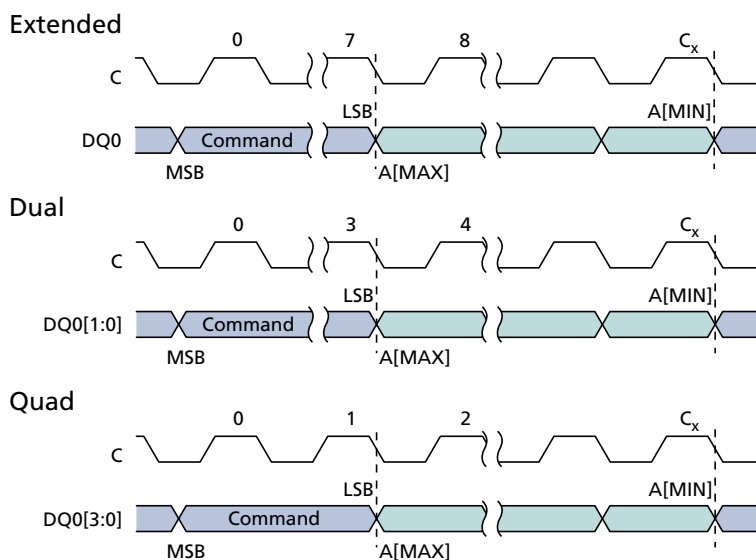 Extended
0 7 8 Cx
C
LSB A[MIN]
DQ0 Command
MSB A[MAX]
Dual
0 3 4 Cx
C
LSB A[MIN]
DQ0[1:0] Command
MSB A[MAX]
Quad
0 1 2 Cx
C
LSB A[MIN]
DQ0[3:0] Command
MSB A[MAX]